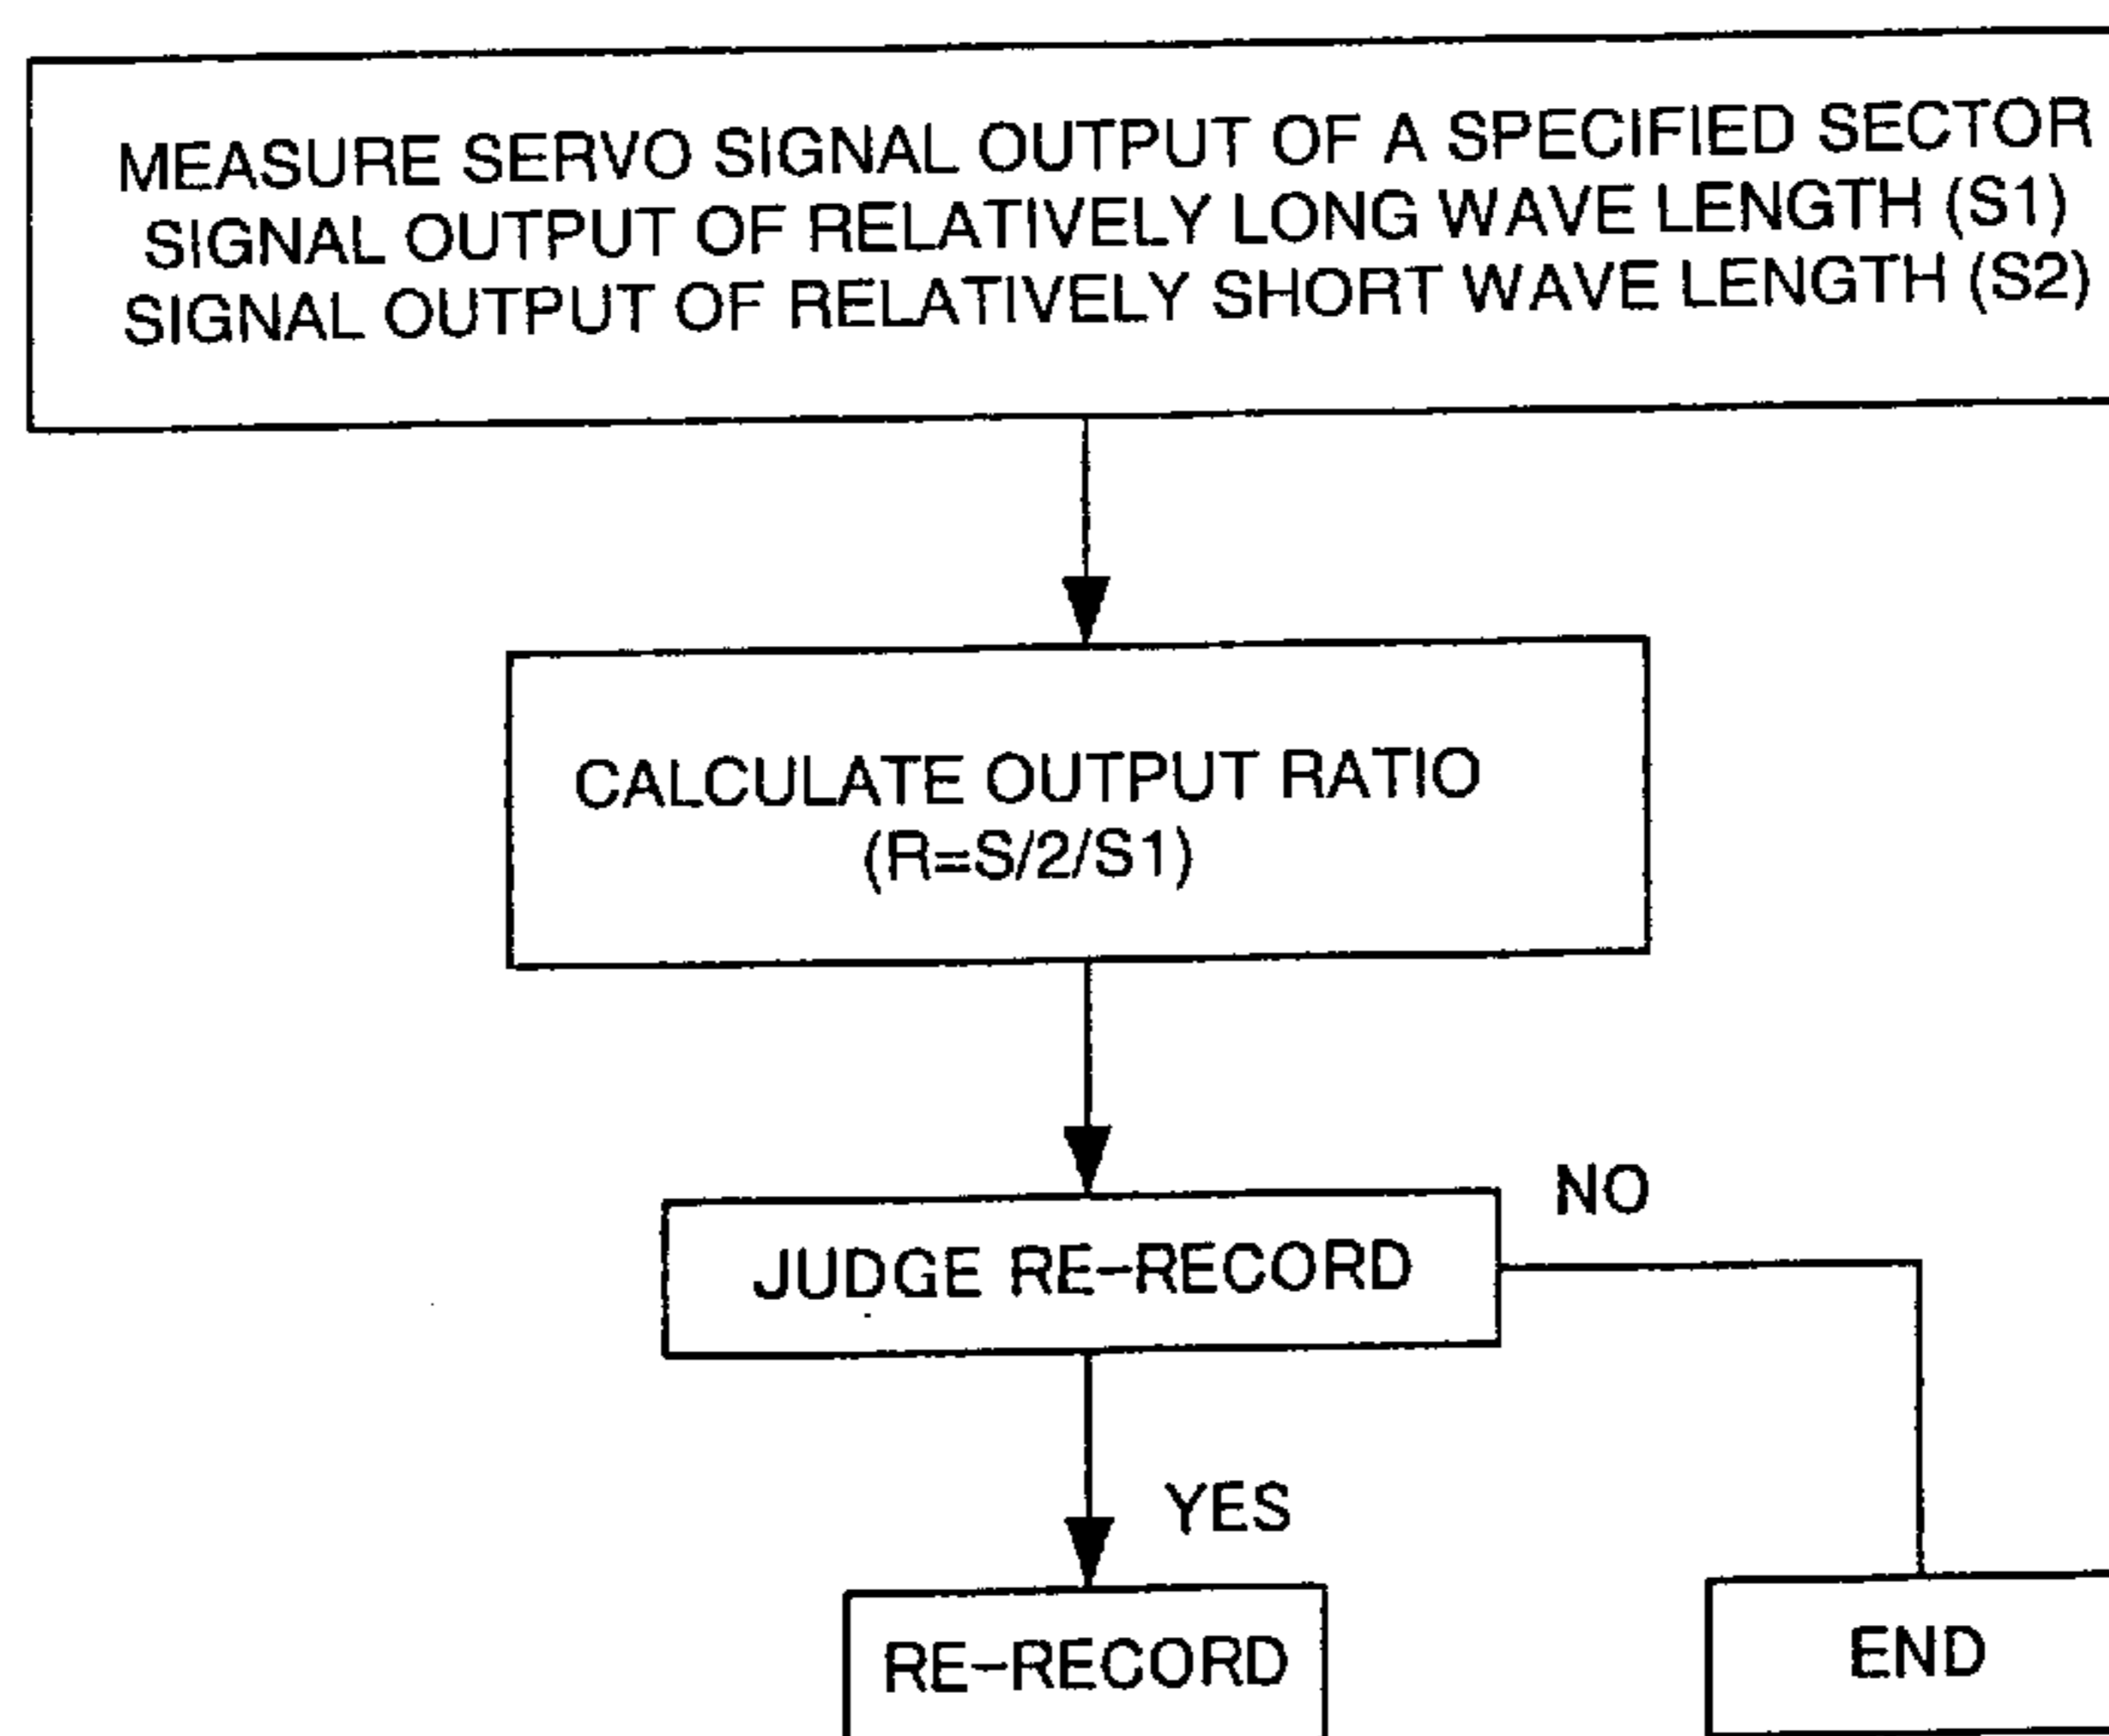 MEASURE SERVO SIGNAL OUTPUT OF A SPECIFIED SECTOR
SIGNAL OUTPUT OF RELATIVELY LONG WAVE LENGTH (S1)
SIGNAL OUTPUT OF RELATIVELY SHORT WAVE LENGTH (S2)
CALCULATE OUTPUT RATIO
(R=S/2/S1)
NO
JUDGE RE-RECORD
YES
RE-RECORD
END